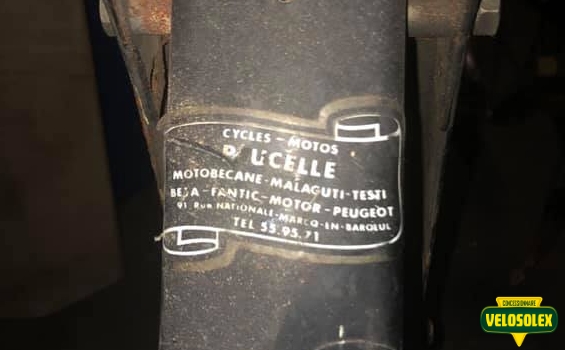 CYCLES - MOTOS
UCELLE
MOTOBECANE - MALAGUTI - TESTI
BETA - FANTIC - MOTOR - PEUGEOT
91 RUE NATIONALE - MARCQ-EN-BAROEUL
TEL 55.95.71
CONCESSIONNAIRE
VELOSOLEX